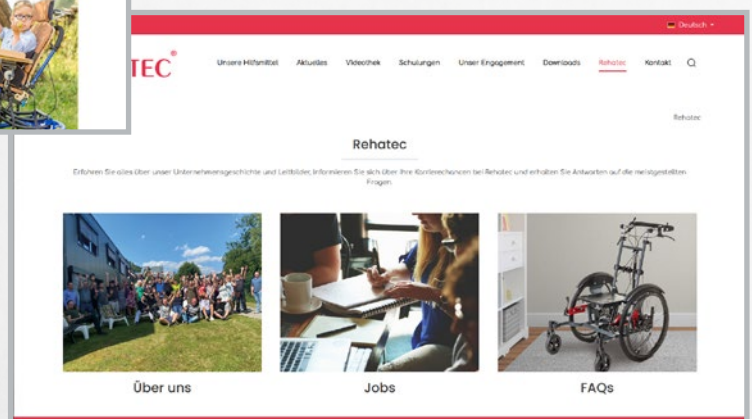 Deutsch
TEC®
Unsere Hilfsmittel Aktuelles Videothek Schulungen Unser Engagement Downloads Rehatec Kontakt
Rehatec
Rehatec
Erfahren Sie alles über unser Unternehmensgeschichte und Leitbilder, informieren Sie sich über Ihre Karrierechancen bei Rehatec und erhalten Sie Antworten auf die meistgestellten
Fragen.
Über uns Jobs FAQs